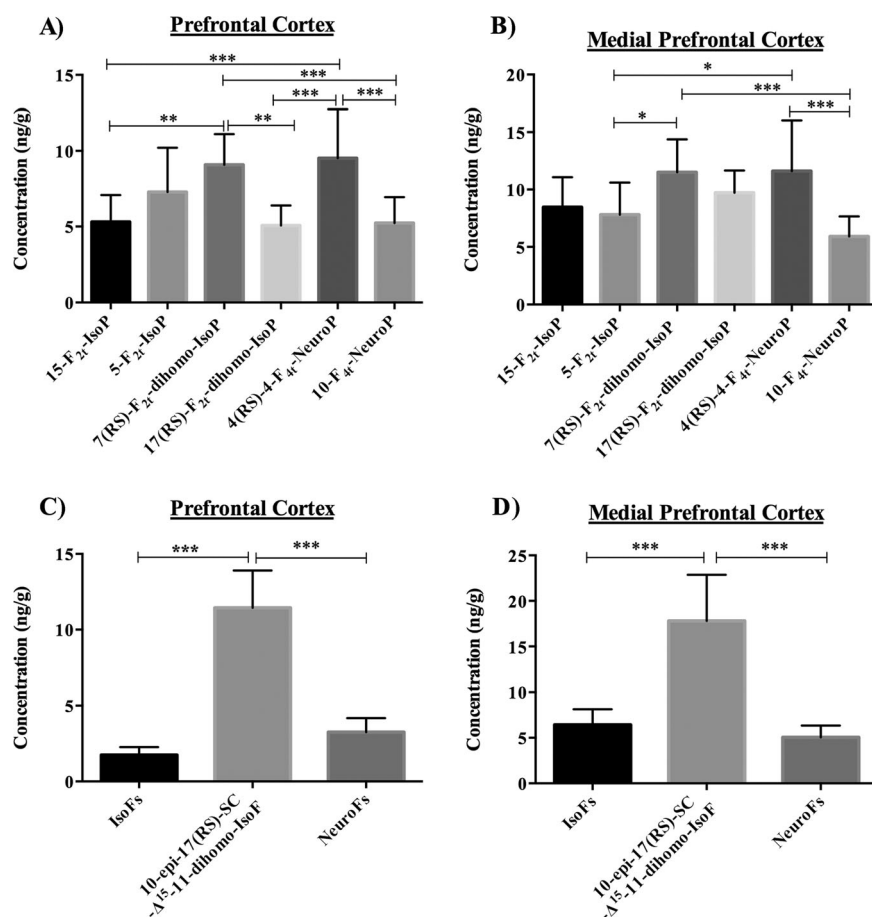 A)
Prefrontal Cortex
Concentration (ng/g)
15
10
5
0
***
***
*** ***
** **
15-F2t-IsoP
5-F2t-IsoP
7(RS)-F2t-dihomo-IsoP
17(RS)-F2t-dihomo-IsoP
4(RS)-4-F4t-NeuroP
10-F4t-NeuroP
B)
Medial Prefrontal Cortex
Concentration (ng/g)
20
15
10
5
0
*
***
* ***
15-F2t-IsoP
5-F2t-IsoP
7(RS)-F2t-dihomo-IsoP
17(RS)-F2t-dihomo-IsoP
4(RS)-4-F4t-NeuroP
10-F4t-NeuroP
C)
Prefrontal Cortex
Concentration (ng/g)
15
10
5
0
*** ***
IsoFs
10-epi-17(RS)-SC
-Δ¹⁵-11-dihomo-IsoF
NeuroFs
D)
Medial Prefrontal Cortex
Concentration (ng/g)
25
20
15
10
5
0
*** ***
IsoFs
10-epi-17(RS)-SC
-Δ¹⁵-11-dihomo-IsoF
NeuroFs